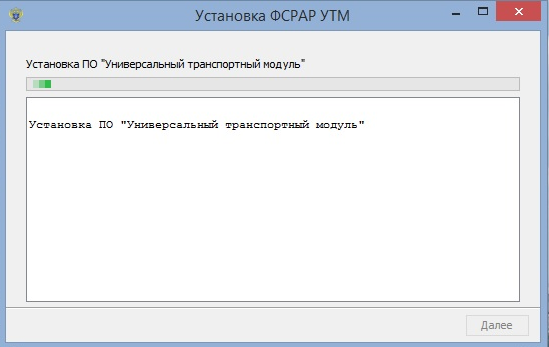 Установка ФСРАР УТМ
Установка ПО "Универсальный транспортный модуль"
Установка ПО "Универсальный транспортный модуль"
Далее